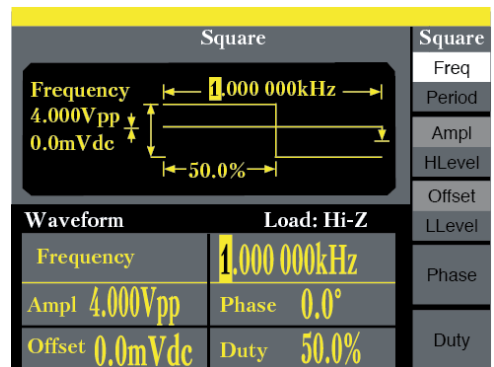 Square
Frequency
1.000 000kHz
4.000Vpp
0.0mVdc
50.0%
Waveform
Load: Hi-Z
Frequency
1.000 000kHz
Ampl 4.000Vpp
Phase 0.0°
Offset 0.0mVdc
Duty 50.0%
Square
Freq
Period
Ampl
HLevel
Offset
LLevel
Phase
Duty